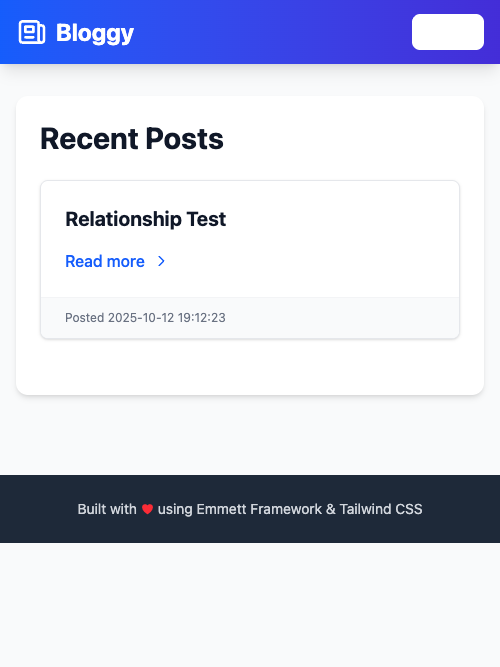 Bloggy
Recent Posts
Relationship Test
Read more
Posted 2025-10-12 19:12:23
Built with ❤️ using Emmett Framework & Tailwind CSS